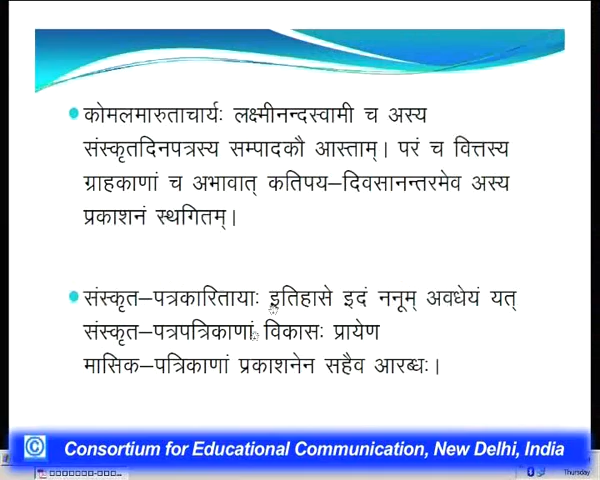 कोमलमारुताचार्यः लक्ष्मीनन्दस्वामी च अस्य
संस्कृतदिनपत्रस्य सम्पादकौ आस्ताम्। परं च वित्तस्य
ग्राहकाणां च अभावात् कतिपय–दिवसानन्तरमेव अस्य
प्रकाशनं स्थगितम्।
संस्कृत–पत्रकारितायाः इतिहासे इदं ननूम् अवधेयं यत्
संस्कृत–पत्रपत्रिकाणां विकासः प्रायेण
मासिक–पत्रिकाणां प्रकाशनेन सहैव आरब्धः।
© Consortium for Educational Communication, New Delhi, India
Thursday